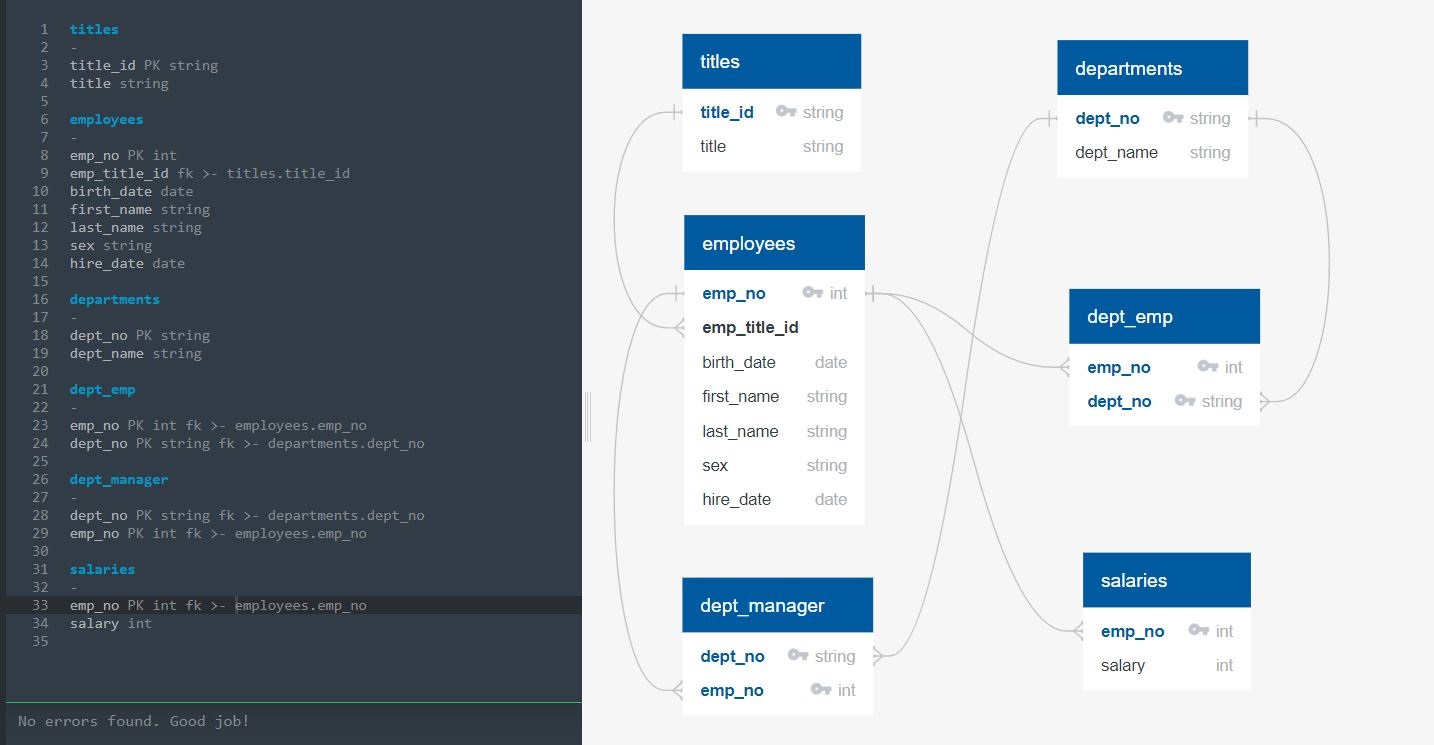 1 titles
2 -
3 title_id PK string
4 title string
5
6 employees
7 -
8 emp_no PK int
9 emp_title_id fk >- titles.title_id
10 birth_date date
11 first_name string
12 last_name string
13 sex string
14 hire_date date
15
16 departments
17 -
18 dept_no PK string
19 dept_name string
20
21 dept_emp
22 -
23 emp_no PK int fk >- employees.emp_no
24 dept_no PK string fk >- departments.dept_no
25
26 dept_manager
27 -
28 dept_no PK string fk >- departments.dept_no
29 emp_no PK int fk >- employees.emp_no
30
31 salaries
32 -
33 emp_no PK int fk >- employees.emp_no
34 salary int
35
No errors found. Good job!
titles
title_id string
title string
employees
emp_no int
emp_title_id
birth_date date
first_name string
last_name string
sex string
hire_date date
dept_manager
dept_no string
emp_no int
departments
dept_no string
dept_name string
dept_emp
emp_no int
dept_no string
salaries
emp_no int
salary int